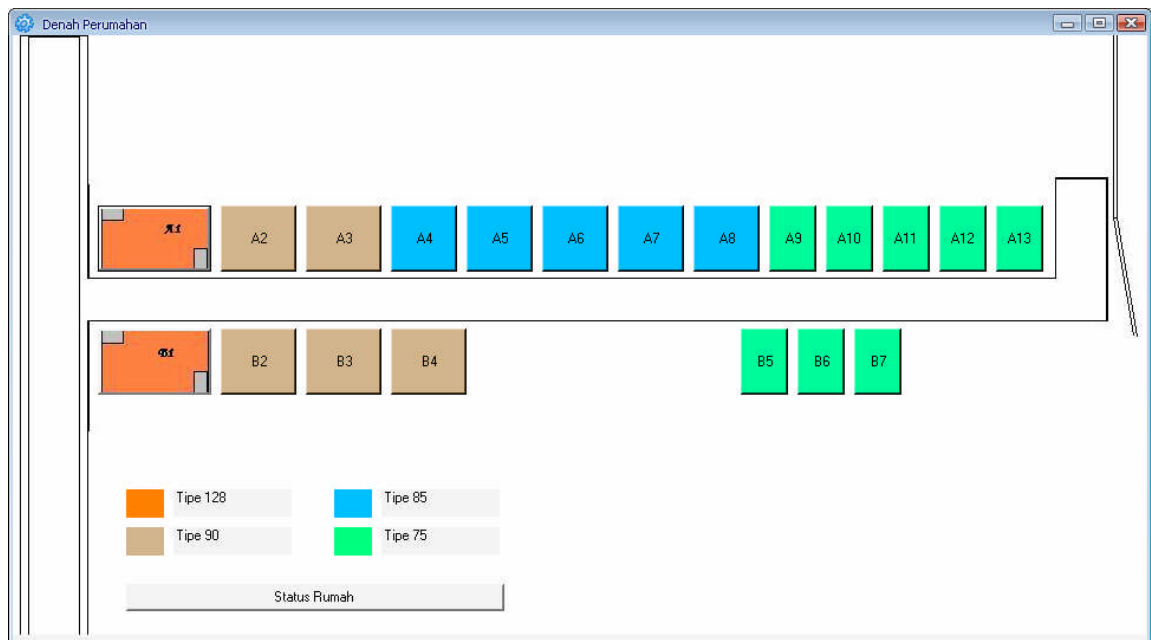 Denah Perumahan
A1 A2 A3 A4 A5 A6 A7 A8 A9 A10 A11 A12 A13
B1 B2 B3 B4 B5 B6 B7
Tipe 128 Tipe 85
Tipe 90 Tipe 75
Status Rumah